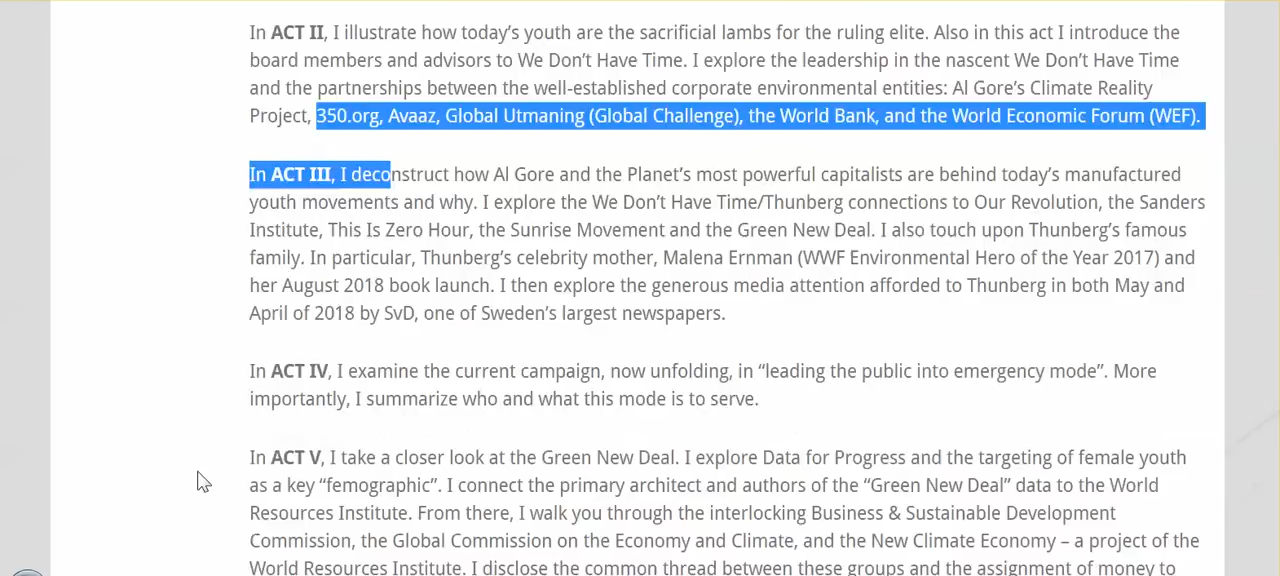 In ACT II, I illustrate how today’s youth are the sacrificial lambs for the ruling elite. Also in this act I introduce the
board members and advisors to We Don’t Have Time. I explore the leadership in the nascent We Don’t Have Time
and the partnerships between the well-established corporate environmental entities: Al Gore’s Climate Reality
Project, 350.org, Avaaz, Global Utmaning (Global Challenge), the World Bank, and the World Economic Forum (WEF).
In ACT III, I deconstruct how Al Gore and the Planet’s most powerful capitalists are behind today’s manufactured
youth movements and why. I explore the We Don’t Have Time/Thunberg connections to Our Revolution, the Sanders
Institute, This Is Zero Hour, the Sunrise Movement and the Green New Deal. I also touch upon Thunberg’s famous
family. In particular, Thunberg’s celebrity mother, Malena Ernman (WWF Environmental Hero of the Year 2017) and
her August 2018 book launch. I then explore the generous media attention afforded to Thunberg in both May and
April of 2018 by SvD, one of Sweden’s largest newspapers.
In ACT IV, I examine the current campaign, now unfolding, in “leading the public into emergency mode”. More
importantly, I summarize who and what this mode is to serve.
In ACT V, I take a closer look at the Green New Deal. I explore Data for Progress and the targeting of female youth
as a key “femographic”. I connect the primary architect and authors of the “Green New Deal” data to the World
Resources Institute. From there, I walk you through the interlocking Business & Sustainable Development
Commission, the Global Commission on the Economy and Climate, and the New Climate Economy – a project of the
World Resources Institute. I disclose the common thread between these groups and the assignment of money to